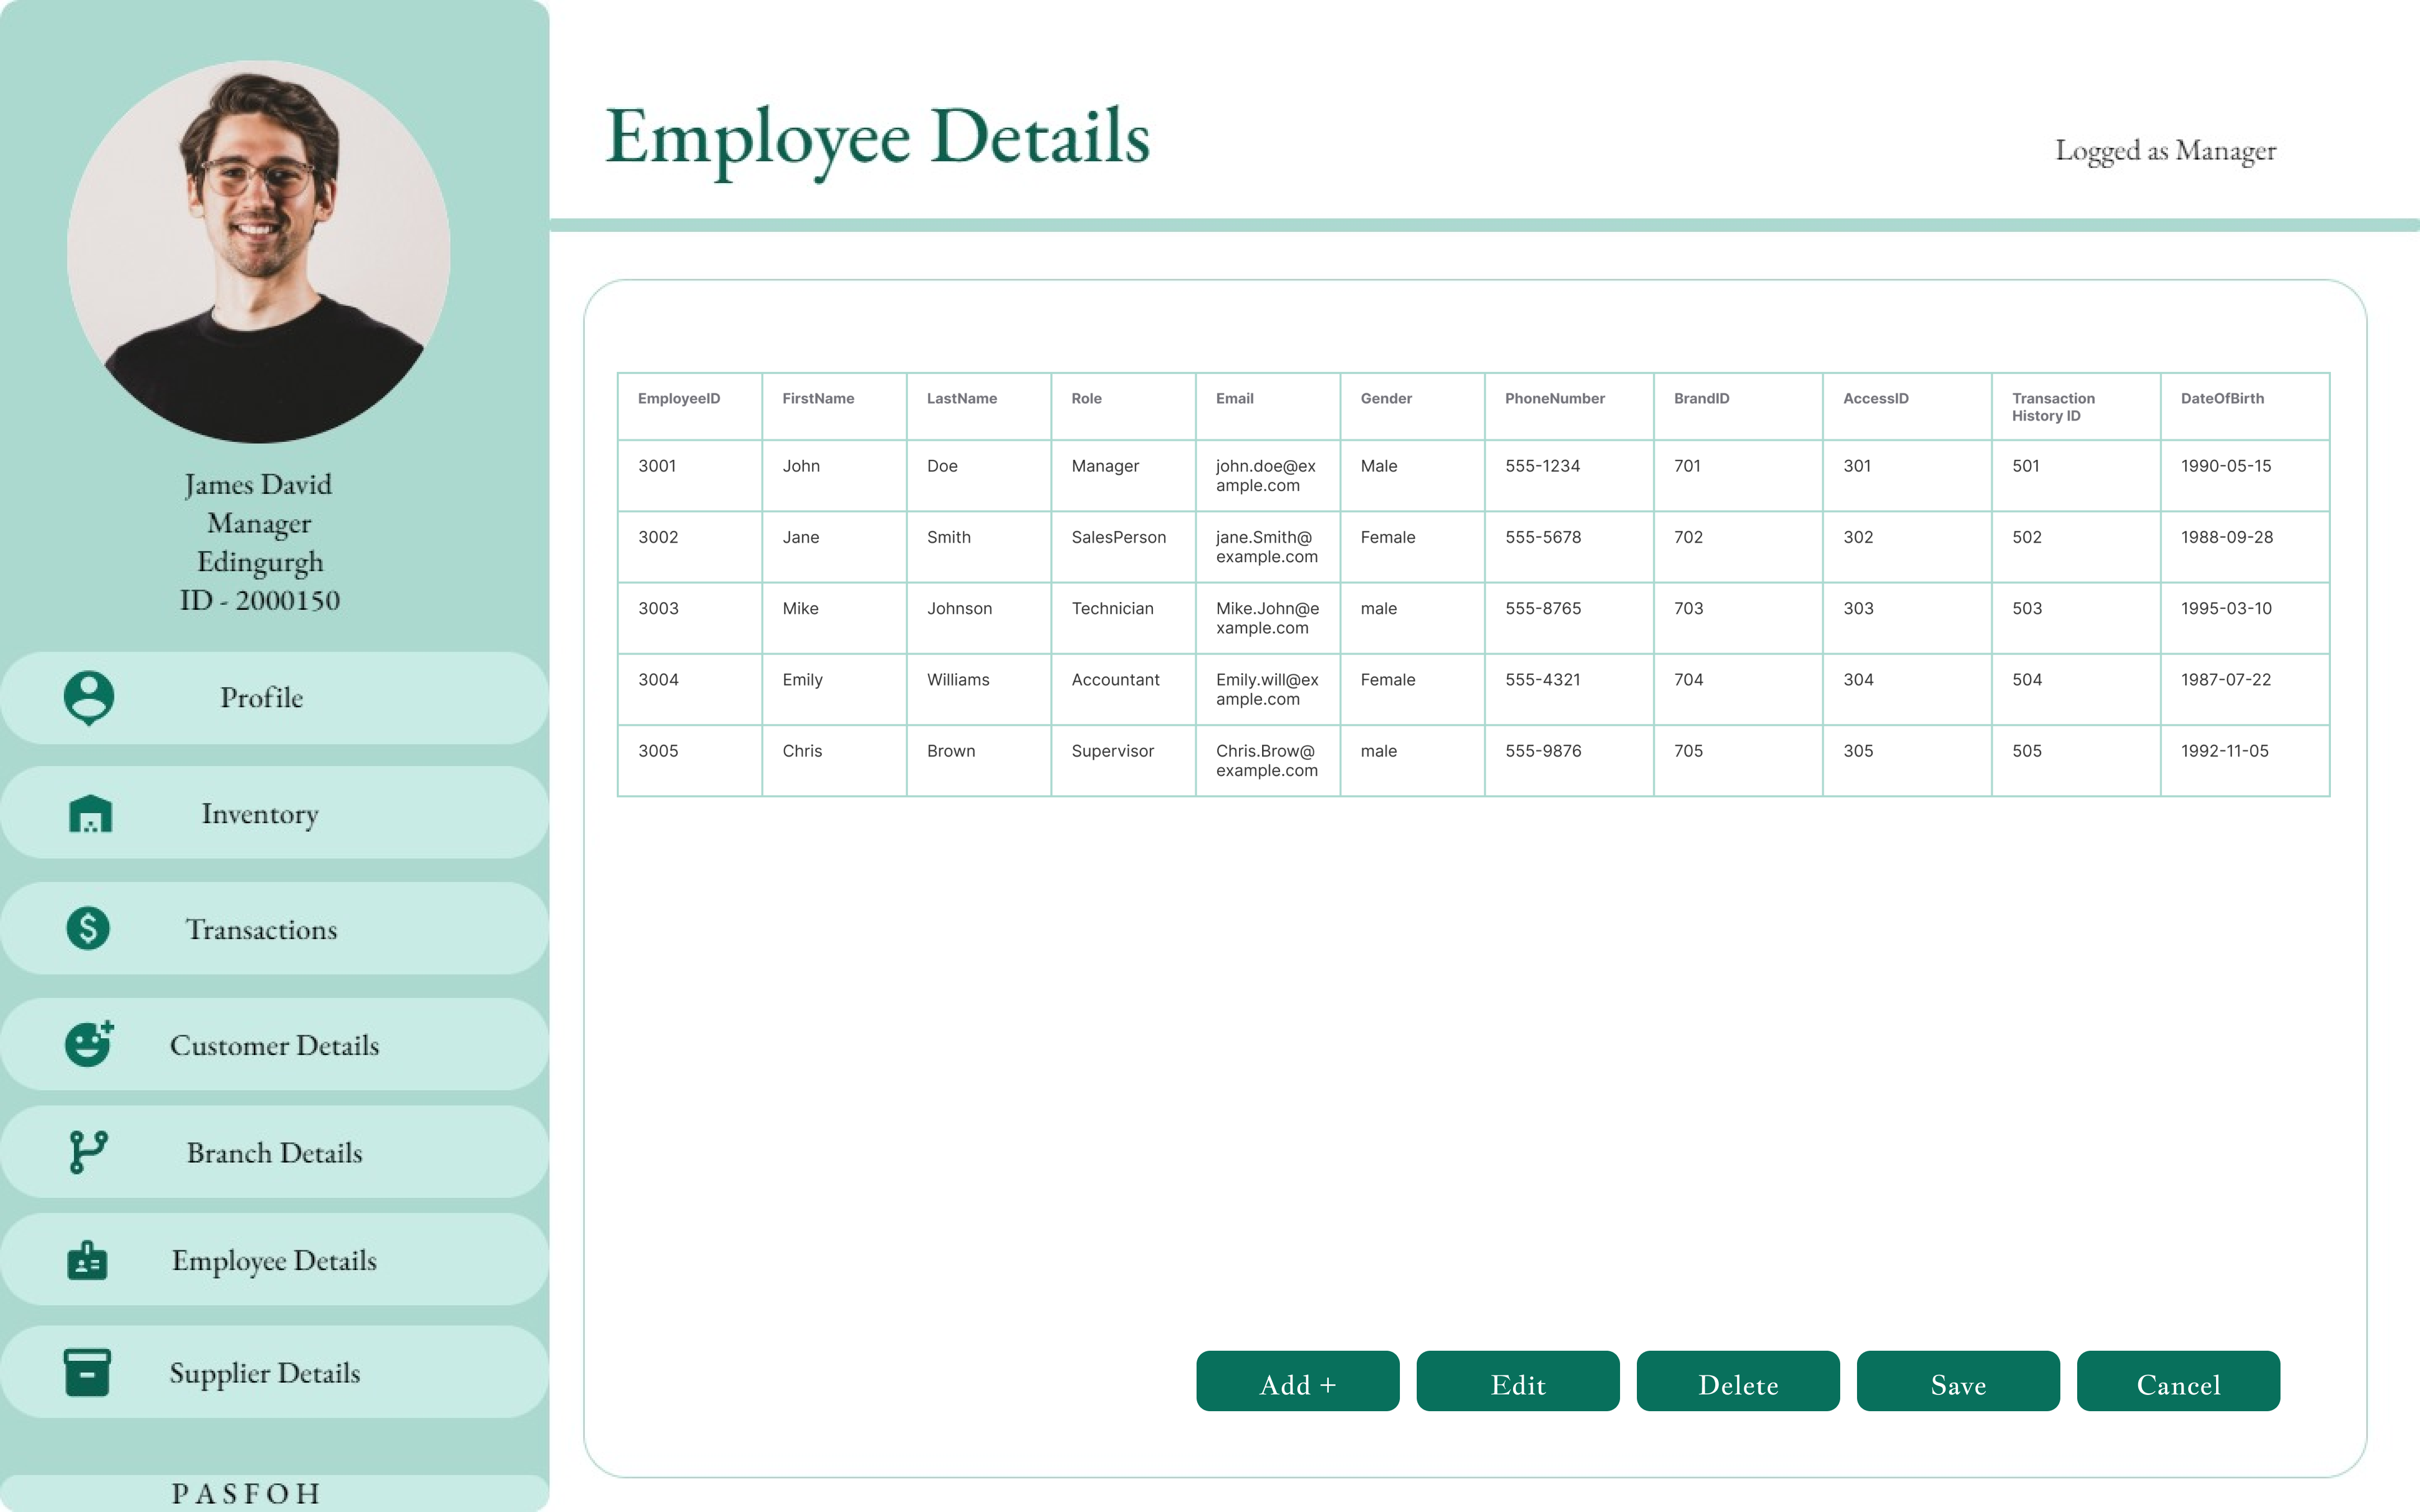 Employee Details
Logged as Manager
James David
Manager
Edingurgh
ID - 2000150
Profile
Inventory
Transactions
Customer Details
Branch Details
Employee Details
Supplier Details
PASFOH
EmployeeID FirstName LastName Role Email Gender PhoneNumber BrandID AccessID Transaction History ID DateOfBirth
3001 John Doe Manager john.doe@example.com Male 555-1234 701 301 501 1990-05-15
3002 Jane Smith SalesPerson jane.Smith@example.com Female 555-5678 702 302 502 1988-09-28
3003 Mike Johnson Technician Mike.John@example.com male 555-8765 703 303 503 1995-03-10
3004 Emily Williams Accountant Emily.will@example.com Female 555-4321 704 304 504 1987-07-22
3005 Chris Brown Supervisor Chris.Brow@example.com male 555-9876 705 305 505 1992-11-05
Add + Edit Delete Save Cancel